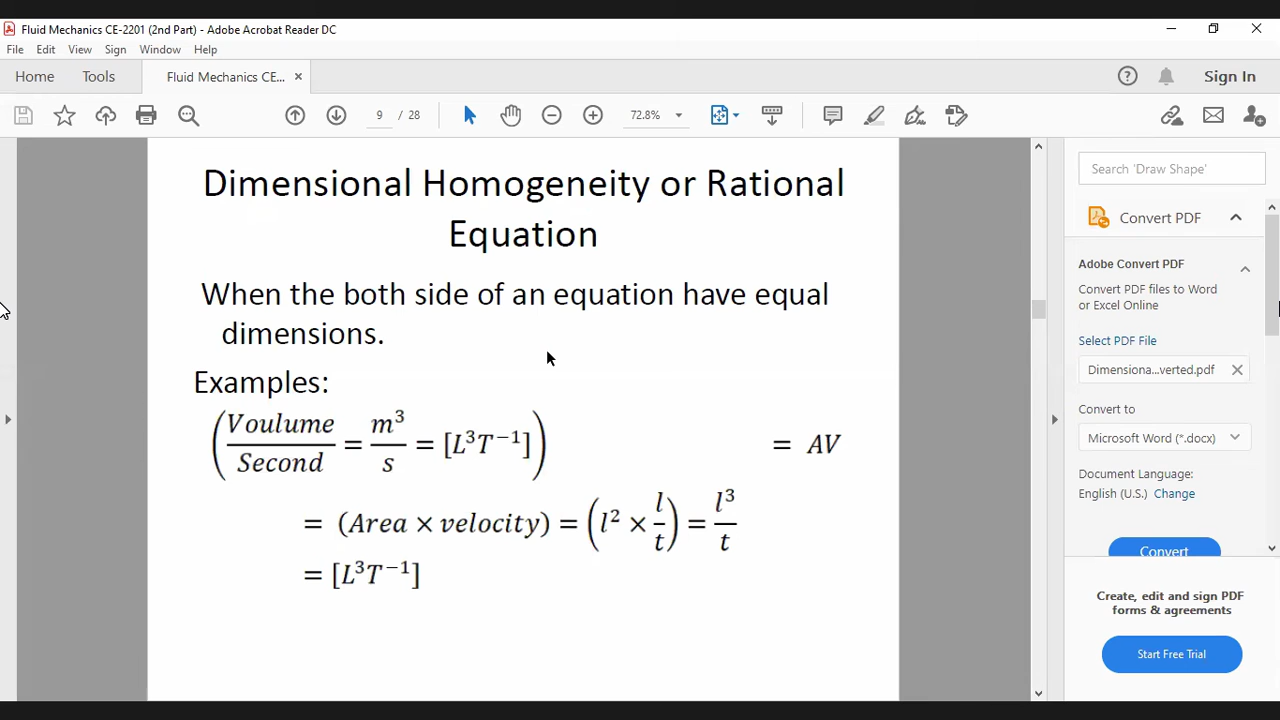 Fluid Mechanics CE-2201 (2nd Part) - Adobe Acrobat Reader DC
File Edit View Sign Window Help
Home Tools Fluid Mechanics CE... × Sign In
9 / 28 72.8%
Dimensional Homogeneity or Rational
Equation
When the both side of an equation have equal
dimensions.
Examples:
(Voulume/Second = m³/s = [L³T⁻¹]) = AV
= (Area × velocity) = (l² × l/t) = l³/t
= [L³T⁻¹]
Search 'Draw Shape'
Convert PDF
Adobe Convert PDF
Convert PDF files to Word
or Excel Online
Select PDF File
Dimensiona...verted.pdf
Convert to
Microsoft Word (*.docx)
Document Language:
English (U.S.) Change
Convert
Create, edit and sign PDF
forms & agreements
Start Free Trial